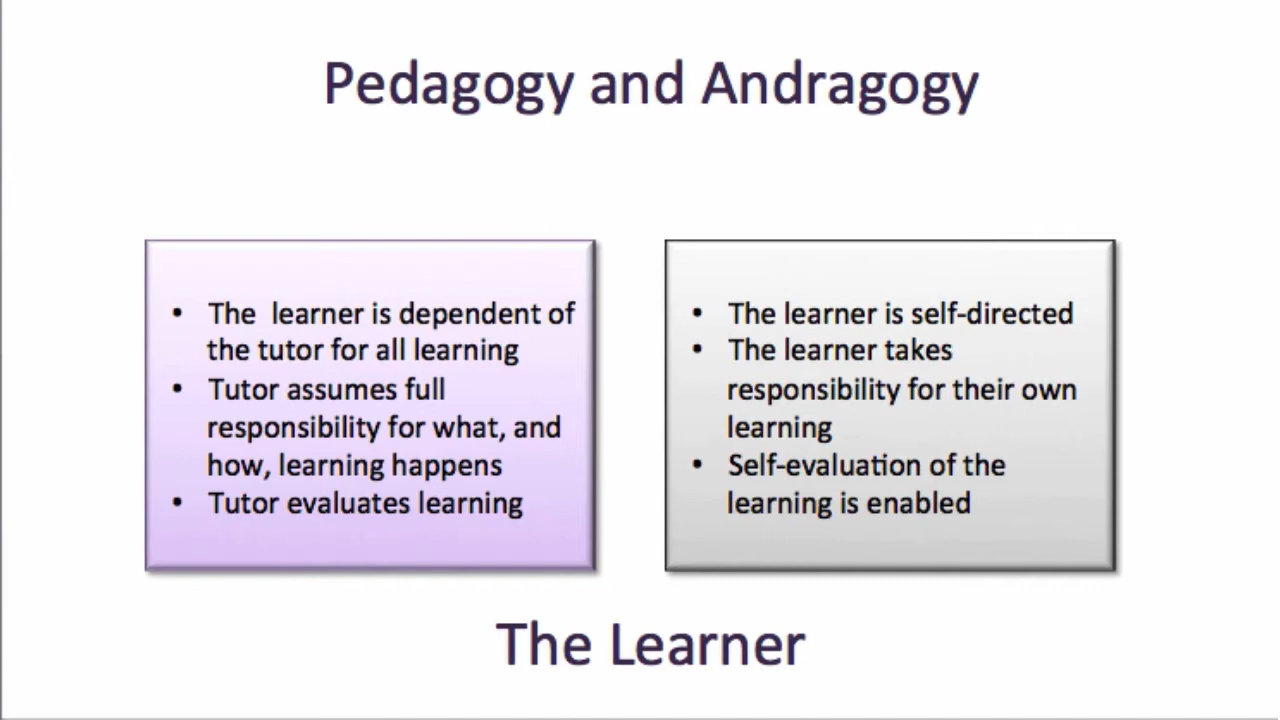 Pedagogy and Andragogy
• The learner is dependent of
the tutor for all learning
• Tutor assumes full
responsibility for what, and
how, learning happens
• Tutor evaluates learning
• The learner is self-directed
• The learner takes
responsibility for their own
learning
• Self-evaluation of the
learning is enabled
The Learner